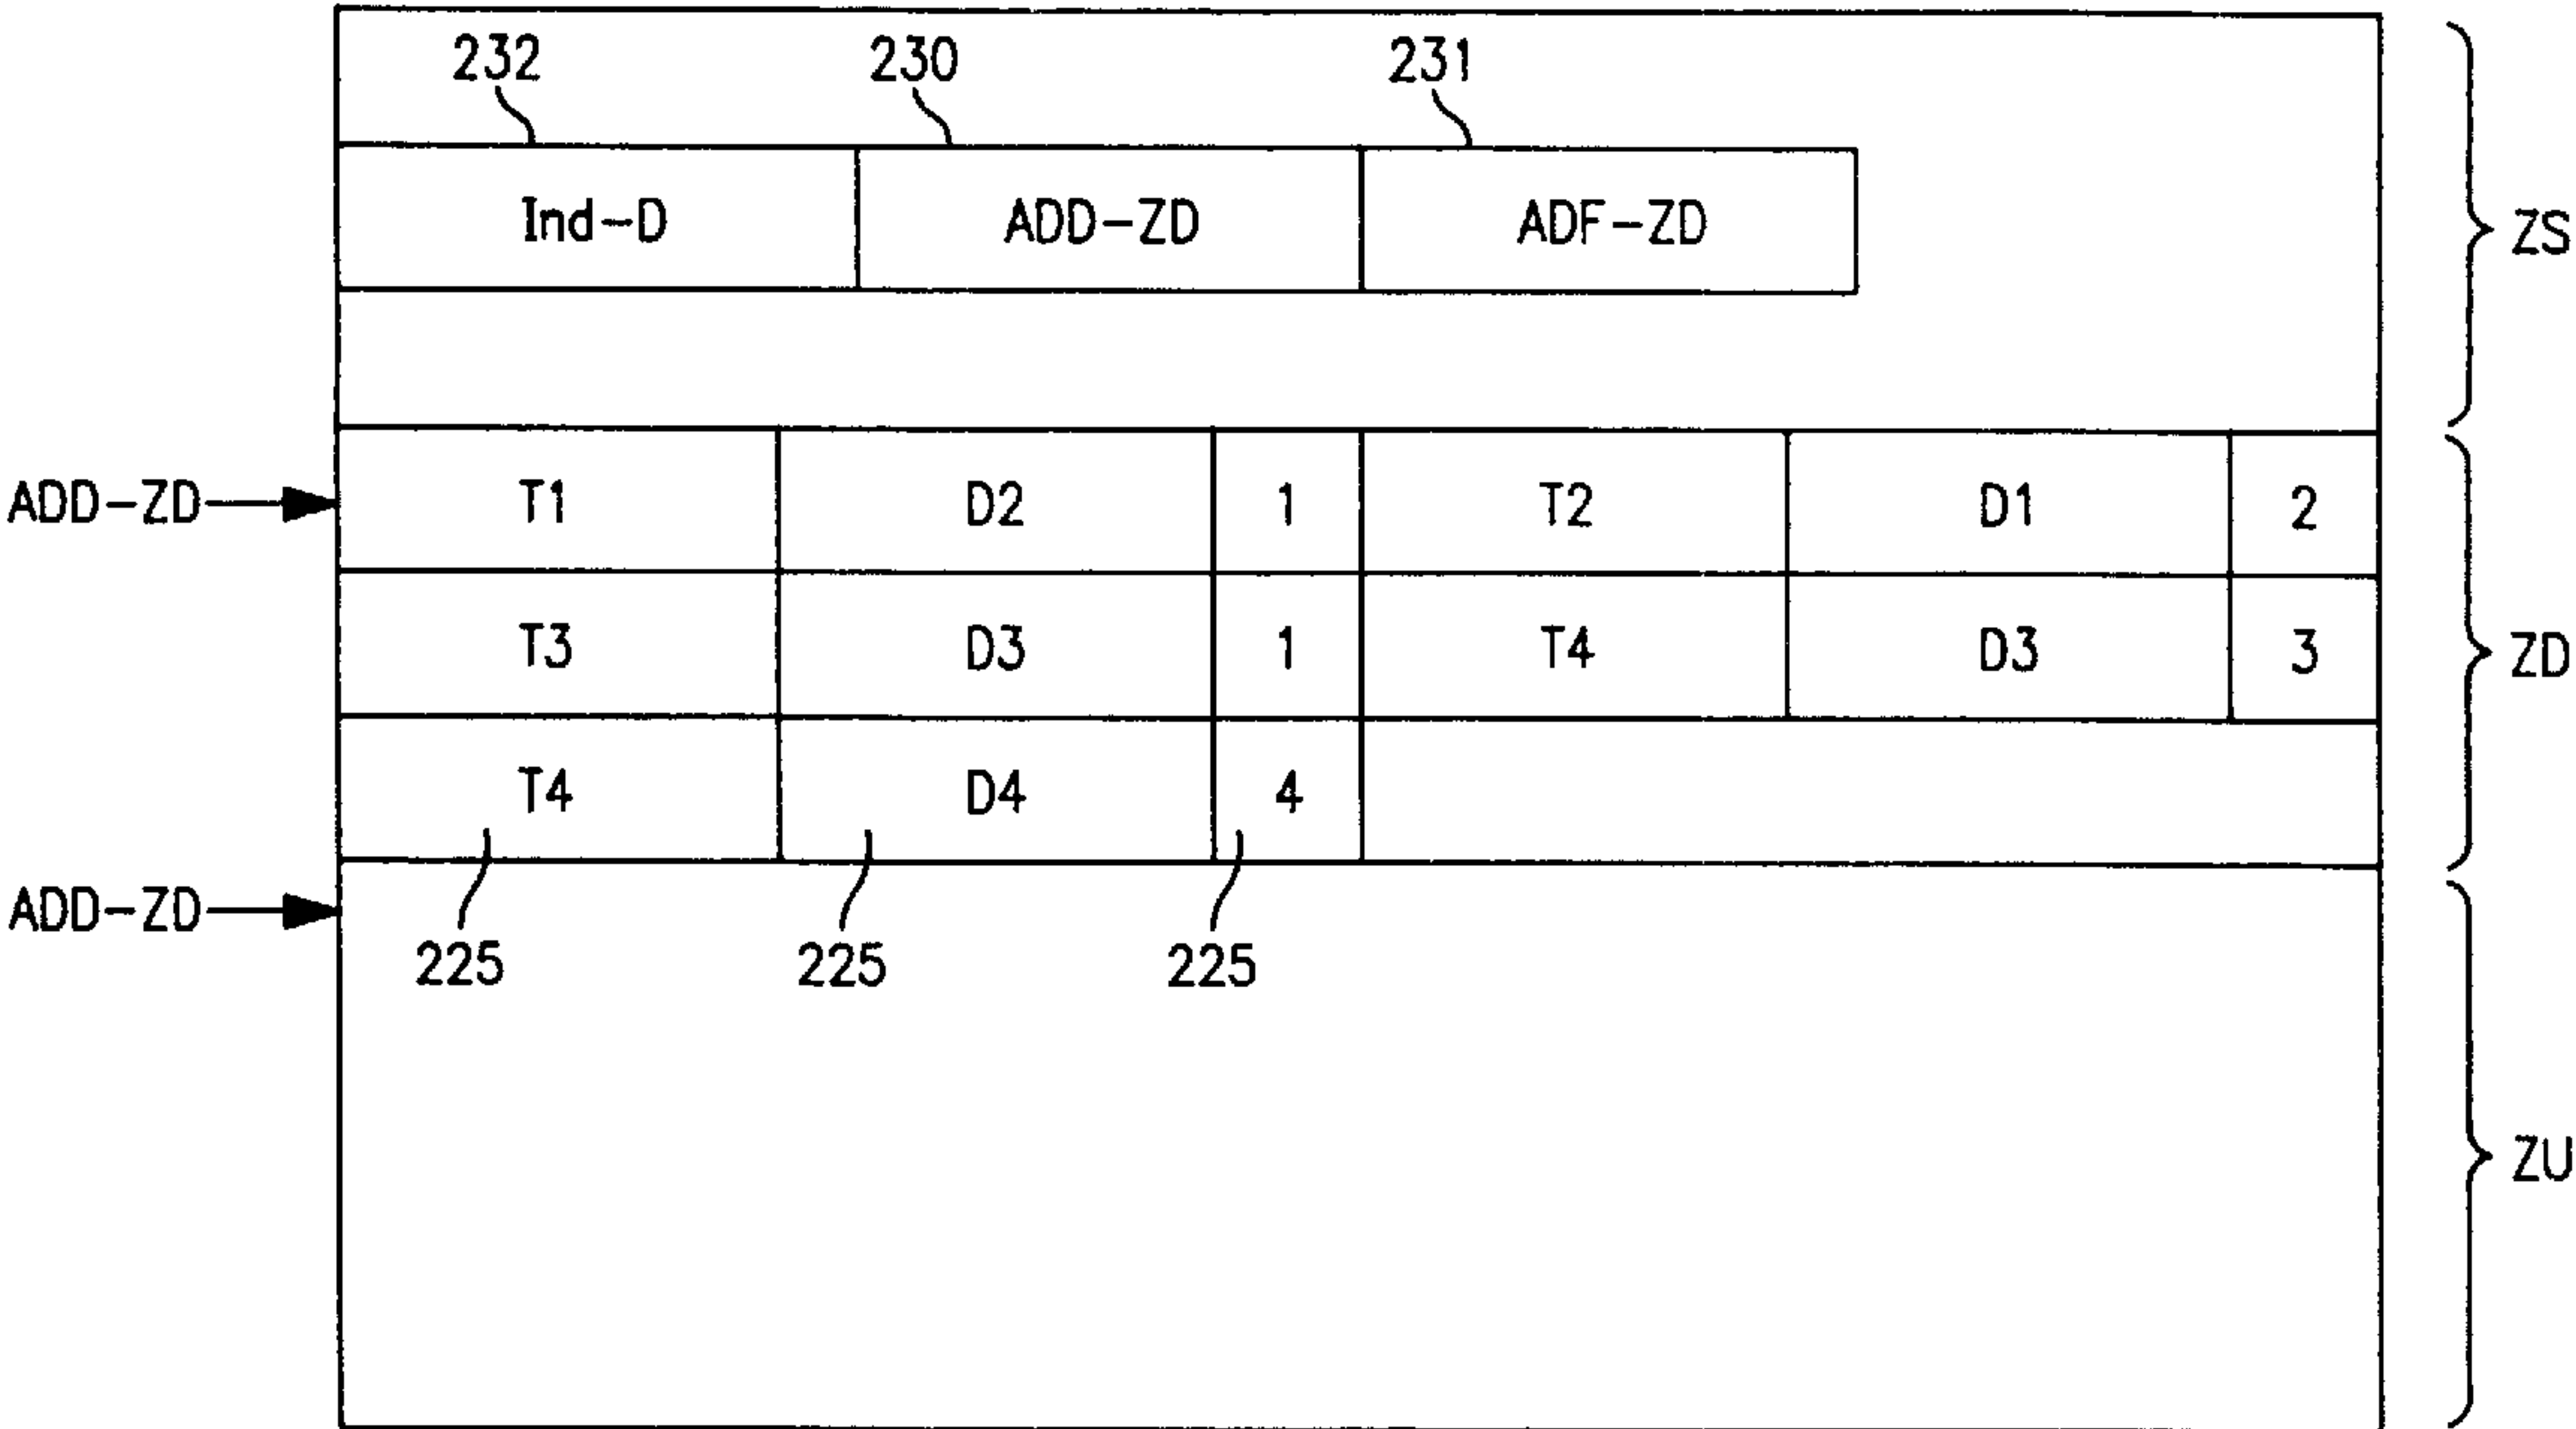 232 230 231
Ind-D ADD-ZD ADF-ZD
ZS
ADD-ZD T1 D2 1 T2 D1 2
T3 D3 1 T4 D3 3
ZD
T4 D4 4
ADD-ZD
225 225 225
ZU